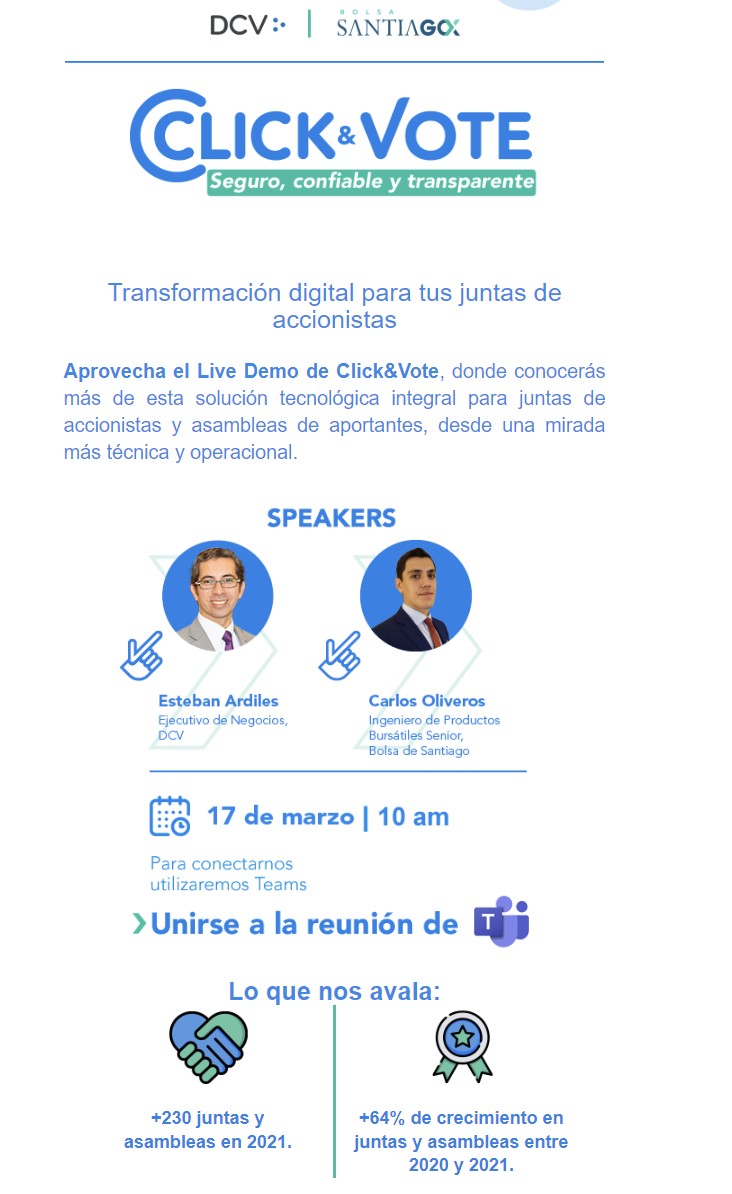 DCV
BOLSA
SANTIAGO
CLICK&VOTE
Seguro, confiable y transparente
Transformación digital para tus juntas de
accionistas
Aprovecha el Live Demo de Click&Vote, donde conocerás
más de esta solución tecnológica integral para juntas de
accionistas y asambleas de aportantes, desde una mirada
más técnica y operacional.
SPEAKERS
Esteban Ardiles
Ejecutivo de Negocios,
DCV
Carlos Oliveros
Ingeniero de Productos
Bursátiles Senior,
Bolsa de Santiago
17 de marzo | 10 am
Para conectarnos
utilizaremos Teams
Unirse a la reunión de
T
Lo que nos avala:
+230 juntas y
asambleas en 2021.
+64% de crecimiento en
juntas y asambleas entre
2020 y 2021.